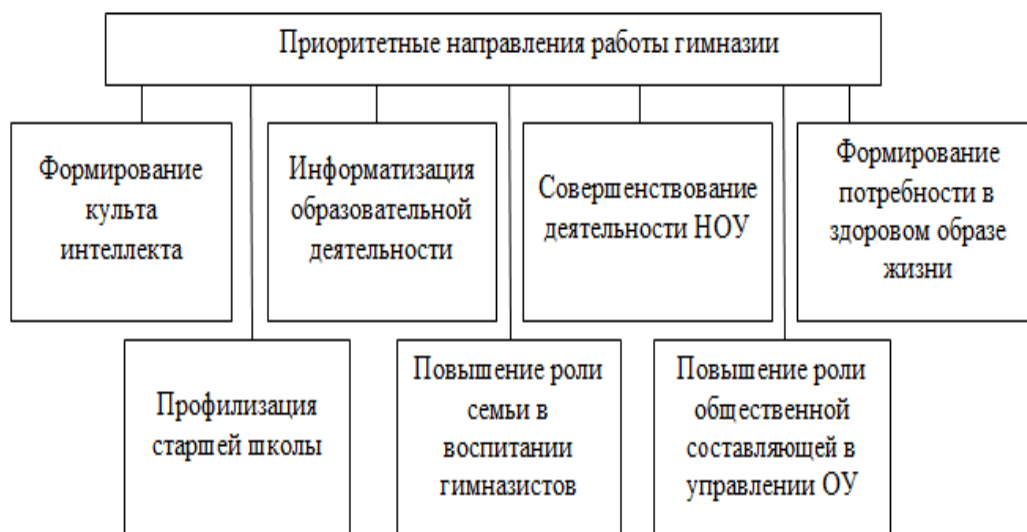 Приоритетные направления работы гимназии
Формирование
культа
интеллекта
Информатизация
образовательной
деятельности
Совершенствование
деятельности НОУ
Формирование
потребности в
здоровом образе
жизни
Профилизация
старшей школы
Повышение роли
семьи в
воспитании
гимназистов
Повышение роли
общественной
составляющей в
управлении ОУ